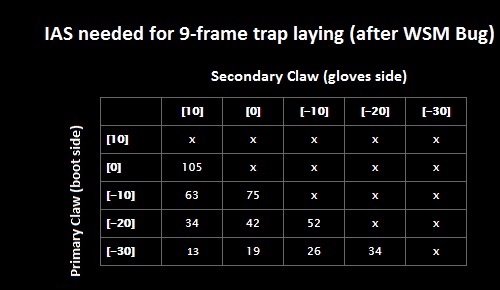 IAS needed for 9-frame trap laying (after WSM Bug)
Secondary Claw (gloves side)
Primary Claw (boot side)
[10] [0] [–10] [–20] [–30]
[10] x x x x x
[0] 105 x x x x
[–10] 63 75 x x x
[–20] 34 42 52 x x
[–30] 13 19 26 34 x